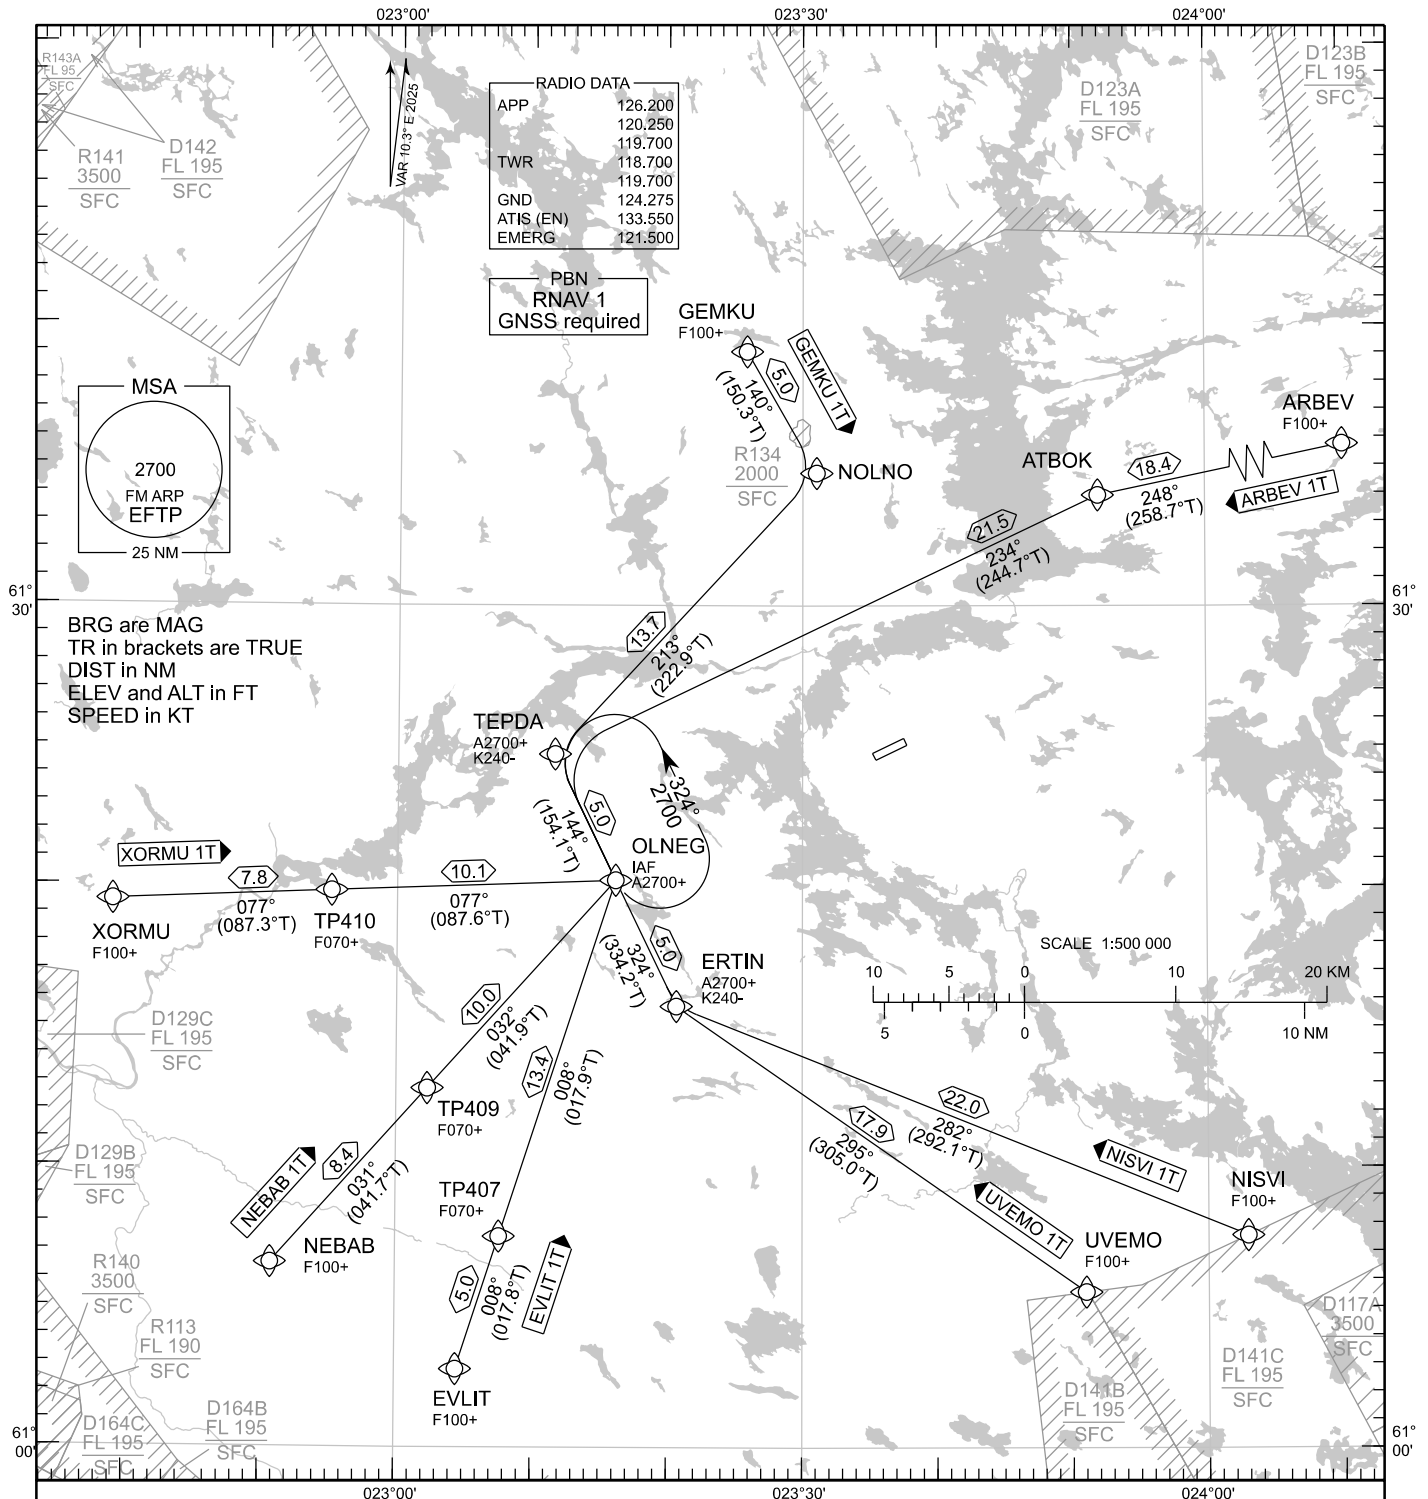 023°00'
023°30'
024°00'
R143A
FL 95
SFC
R141
3500
SFC
D142
FL 195
SFC
VAR 10.3° E 2025
RADIO DATA
APP 126.200
120.250
119.700
TWR 118.700
119.700
GND 124.275
ATIS (EN) 133.550
EMERG 121.500
PBN
RNAV 1
GNSS required
D123A
FL 195
SFC
D123B
FL 195
SFC
MSA
2700
FM ARP
EFTP
25 NM
GEMKU
F100+
5.0
140°
(150.3°T)
GEMKU 1T
R134
2000
SFC
NOLNO
ATBOK
ARBEV
F100+
18.4
248°
(258.7°T)
ARBEV 1T
21.5
234°
(244.7°T)
61°
30'
61°
30'
BRG are MAG
TR in brackets are TRUE
DIST in NM
ELEV and ALT in FT
SPEED in KT
13.7
213°
(222.9°T)
TEPDA
A2700+
K240-
5.0
144°
(154.1°T)
324°
2700
OLNEG
IAF
A2700+
XORMU 1T
7.8
077°
(087.3°T)
XORMU
F100+
TP410
F070+
10.1
077°
(087.6°T)
5.0
324°
(334.2°T)
ERTIN
A2700+
K240-
SCALE 1:500 000
10 5 0 10 20 KM
5 0 10 NM
D129C
FL 195
SFC
10.0
032°
(041.9°T)
13.4
008°
(017.9°T)
TP409
F070+
22.0
282°
(292.1°T)
17.9
295°
(305.0°T)
NISVI 1T
UVEMO 1T
NISVI
F100+
UVEMO
F100+
D129B
FL 195
SFC
NEBAB 1T
8.4
031°
(041.7°T)
TP407
F070+
NEBAB
F100+
5.0
008°
(017.8°T)
EVLIT 1T
EVLIT
F100+
R140
3500
SFC
R113
FL 190
SFC
D164C
FL 195
SFC
D164B
FL 195
SFC
D117A
3500
SFC
D141C
FL 195
SFC
D141B
FL 195
SFC
61°
00'
61°
00'
023°00'
023°30'
024°00'